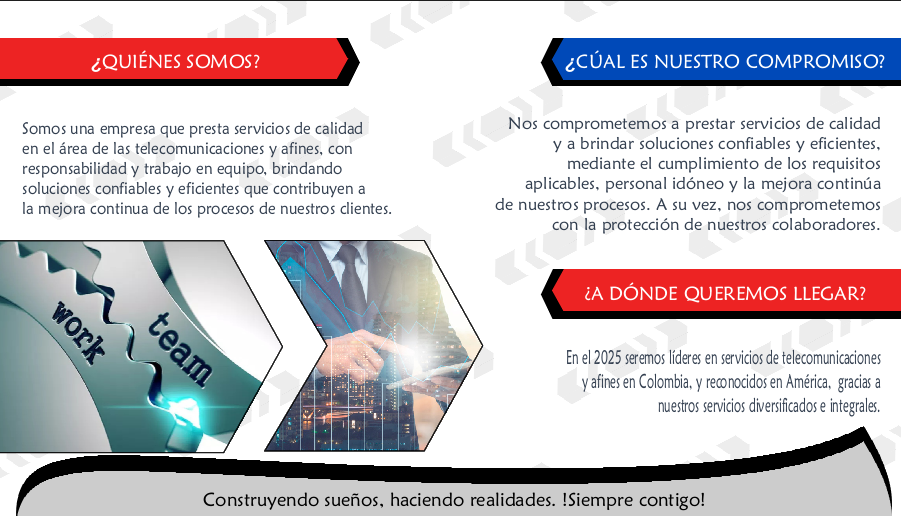 ¿QUIÉNES SOMOS?
Somos una empresa que presta servicios de calidad
en el área de las telecomunicaciones y afines, con
responsabilidad y trabajo en equipo, brindando
soluciones confiables y eficientes que contribuyen a
la mejora continua de los procesos de nuestros clientes.
work
team
¿CÚAL ES NUESTRO COMPROMISO?
Nos comprometemos a prestar servicios de calidad
y a brindar soluciones confiables y eficientes,
mediante el cumplimiento de los requisitos
aplicables, personal idóneo y la mejora continúa
de nuestros procesos. A su vez, nos comprometemos
con la protección de nuestros colaboradores.
¿A DÓNDE QUEREMOS LLEGAR?
En el 2025 seremos líderes en servicios de telecomunicaciones
y afines en Colombia, y reconocidos en América, gracias a
nuestros servicios diversificados e integrales.
Construyendo sueños, haciendo realidades. !Siempre contigo!